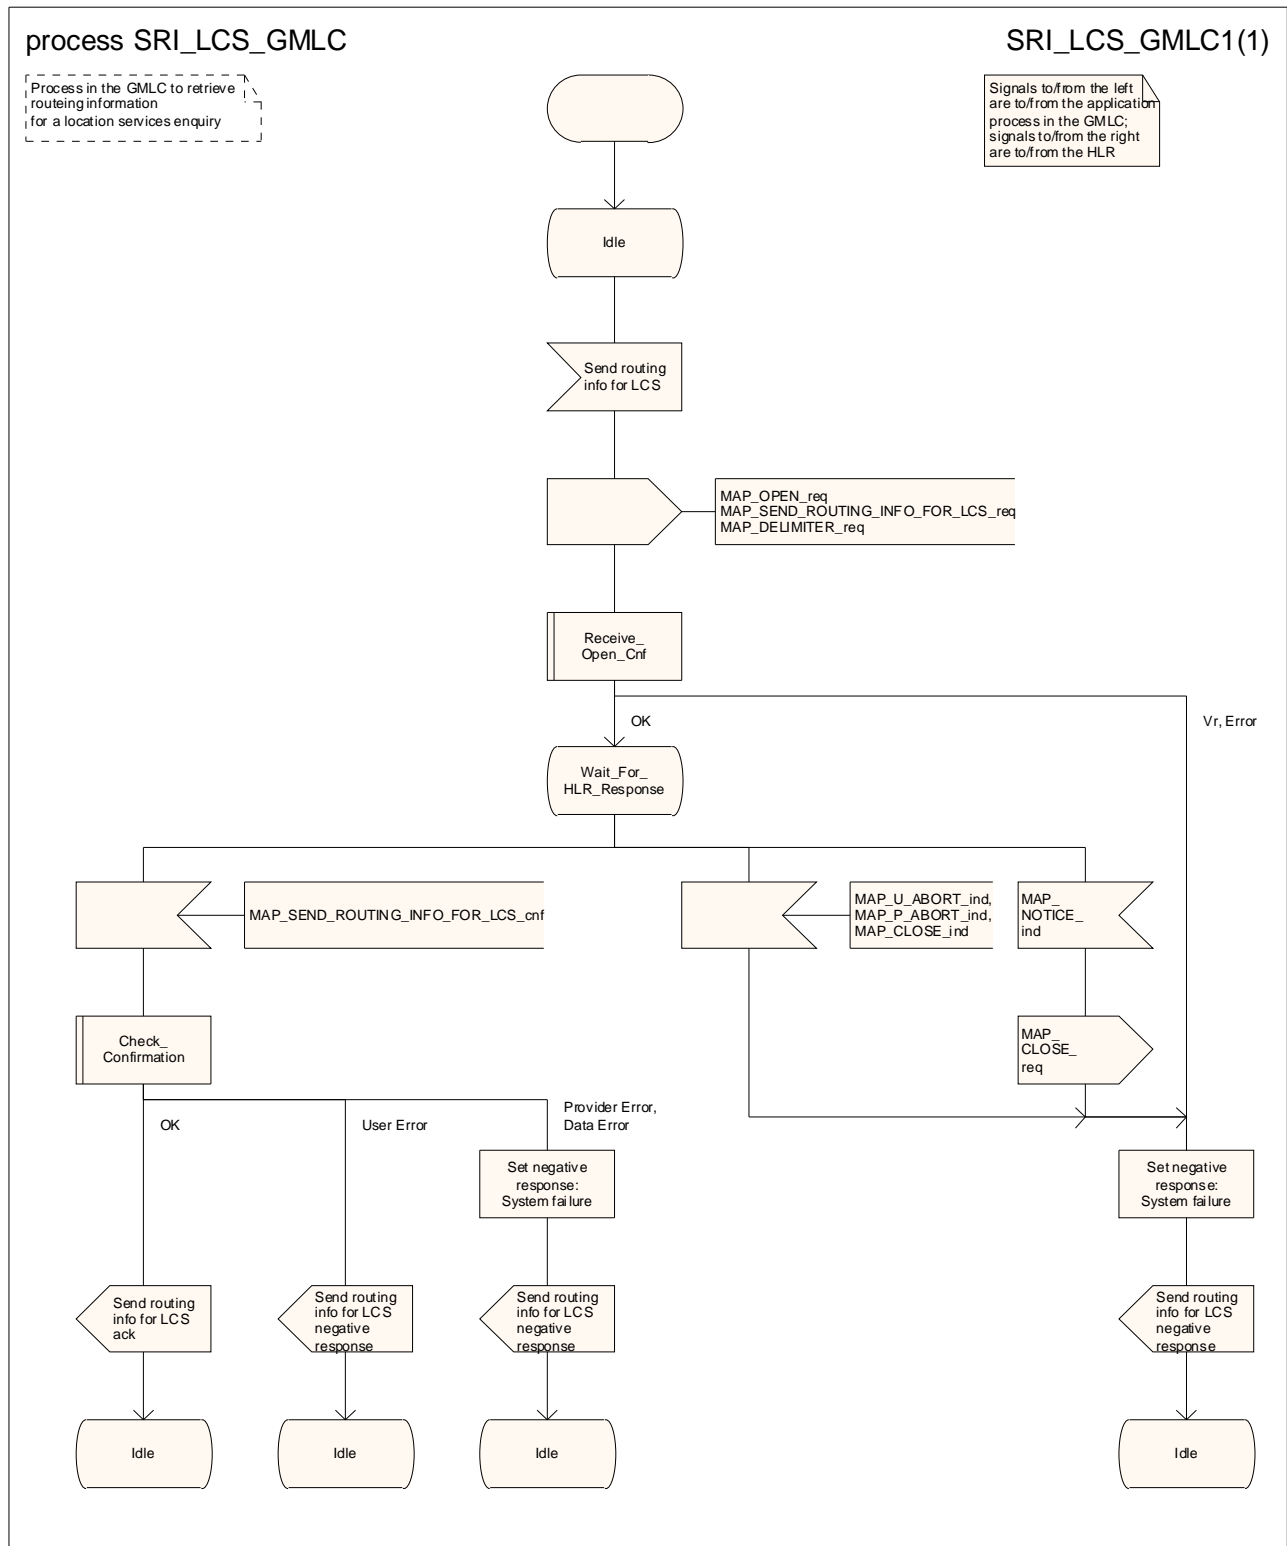 process SRI_LCS_GMLC
SRI_LCS_GMLC1(1)
Process in the GMLC to retrieve
routeing information
for a location services enquiry
Signals to/from the left
are to/from the application
process in the GMLC;
signals to/from the right
are to/from the HLR
Idle
Send routing
info for LCS
MAP_OPEN_req
MAP_SEND_ROUTING_INFO_FOR_LCS_req
MAP_DELIMITER_req
Receive_
Open_Cnf
OK
Vr, Error
Wait_For_
HLR_Response
MAP_SEND_ROUTING_INFO_FOR_LCS_cnf
MAP_U_ABORT_ind,
MAP_P_ABORT_ind,
MAP_CLOSE_ind
MAP_
NOTICE_
ind
Check_
Confirmation
MAP_
CLOSE_
req
OK
User Error
Provider Error,
Data Error
Set negative
response:
System failure
Set negative
response:
System failure
Send routing
info for LCS
ack
Send routing
info for LCS
negative
response
Send routing
info for LCS
negative
response
Send routing
info for LCS
negative
response
Idle
Idle
Idle
Idle